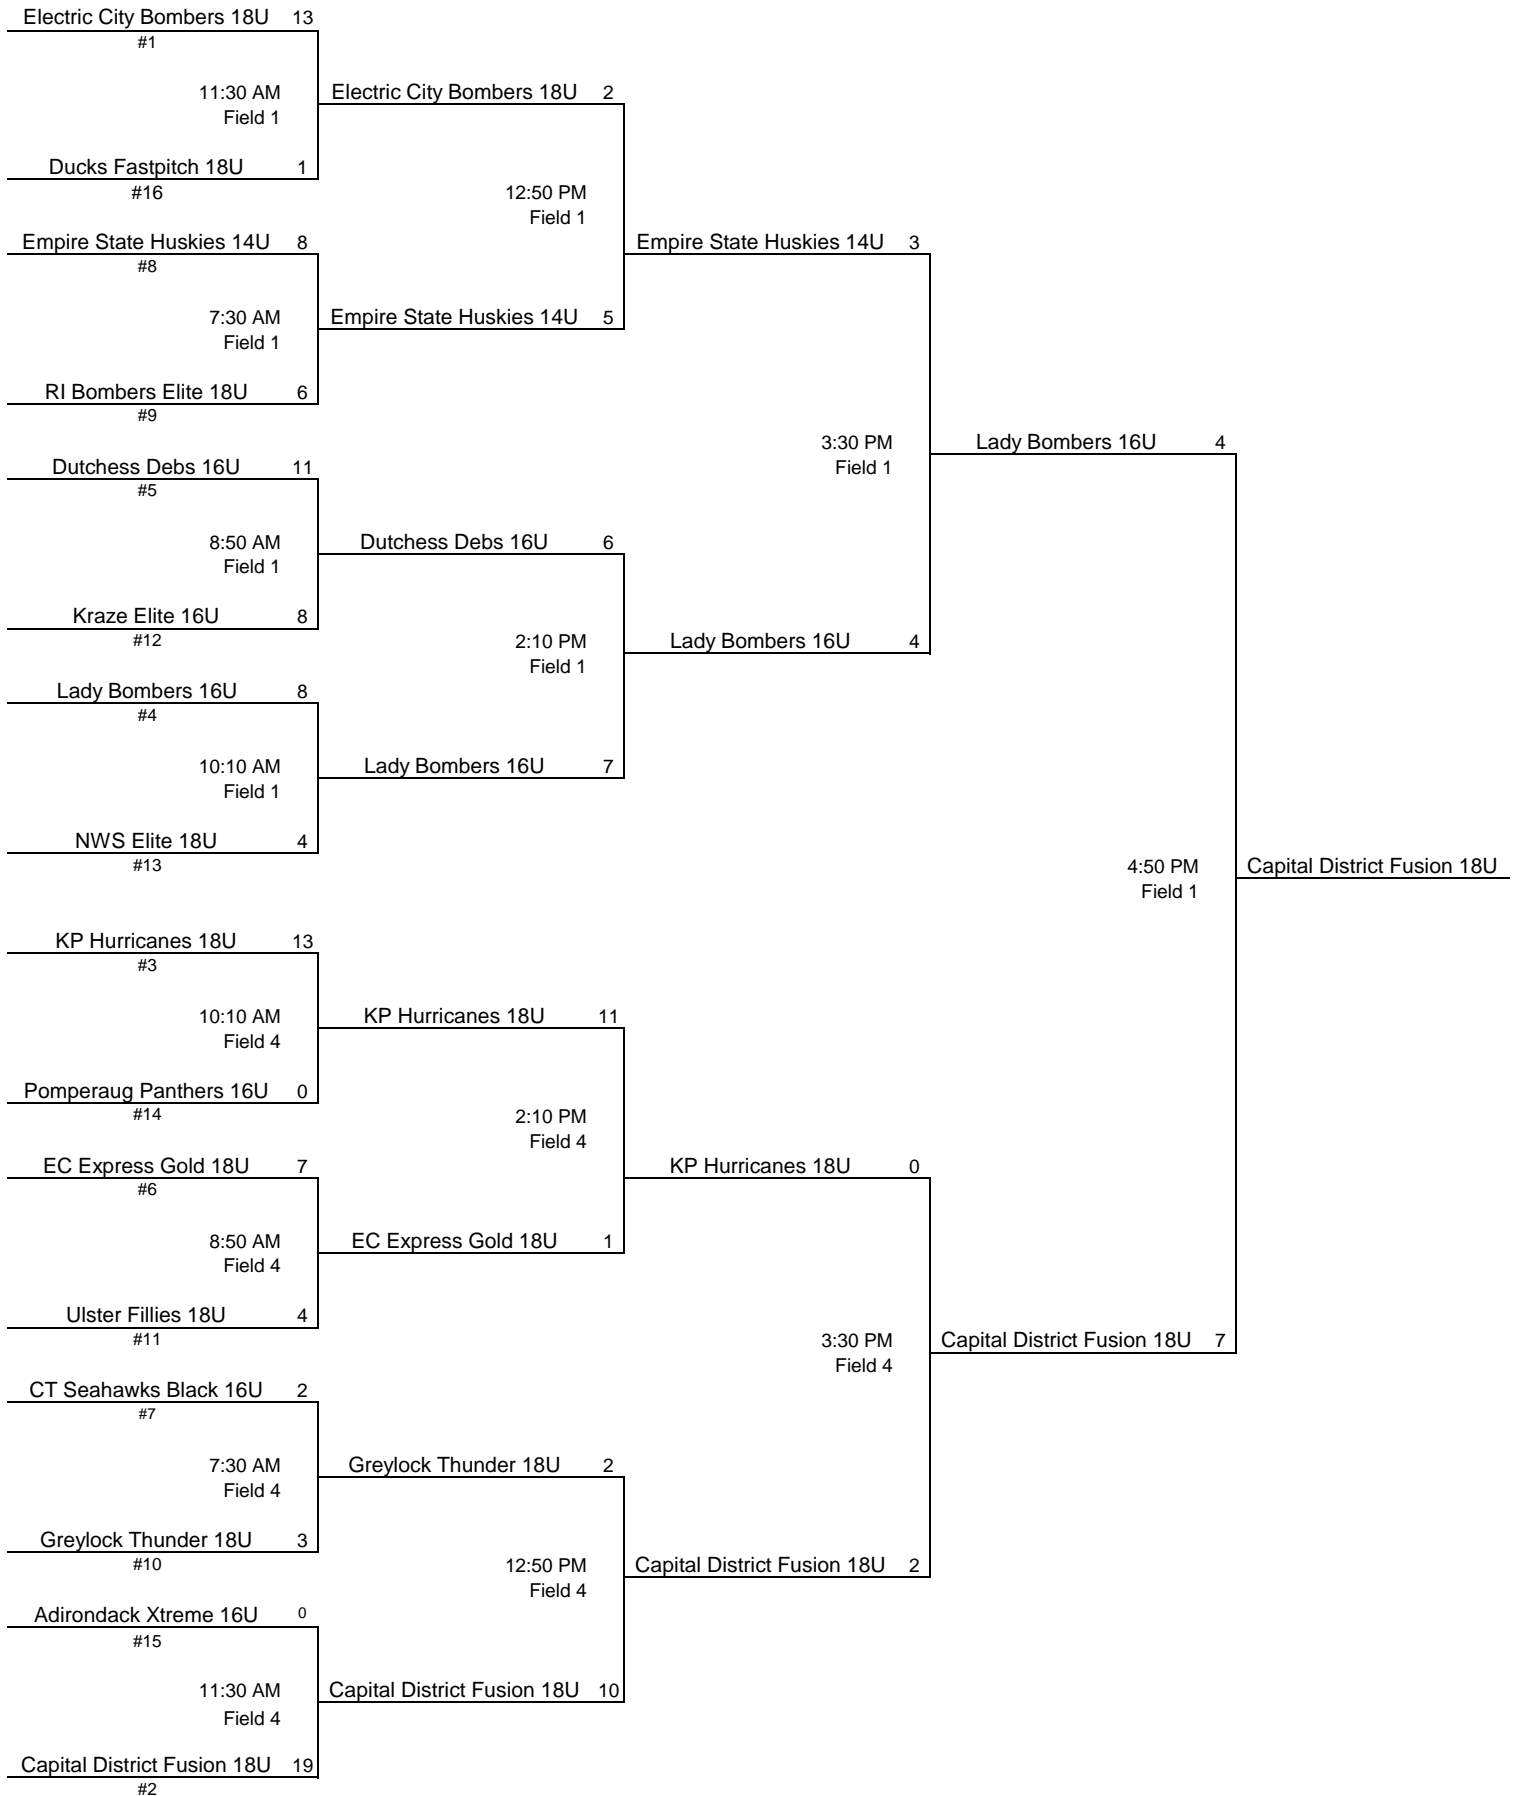 Electric City Bombers 18U 13
#1
11:30 AM Electric City Bombers 18U 2
Field 1
Ducks Fastpitch 18U 1
#16 12:50 PM
Field 1
Empire State Huskies 14U 8 Empire State Huskies 14U 3
#8
7:30 AM Empire State Huskies 14U 5
Field 1
RI Bombers Elite 18U 6
#9
3:30 PM Lady Bombers 16U 4
Dutchess Debs 16U 11 Field 1
#5
8:50 AM Dutchess Debs 16U 6
Field 1
Kraze Elite 16U 8
#12 2:10 PM Lady Bombers 16U 4
Field 1
Lady Bombers 16U 8
#4
10:10 AM Lady Bombers 16U 7
Field 1
NWS Elite 18U 4
#13 4:50 PM Capital District Fusion 18U
Field 1
KP Hurricanes 18U 13
#3
10:10 AM KP Hurricanes 18U 11
Field 4
Pomperaug Panthers 16U 0
#14 2:10 PM
Field 4
EC Express Gold 18U 7 KP Hurricanes 18U 0
#6
8:50 AM EC Express Gold 18U 1
Field 4
Ulster Fillies 18U 4
#11 3:30 PM Capital District Fusion 18U 7
Field 4
CT Seahawks Black 16U 2
#7
7:30 AM Greylock Thunder 18U 2
Field 4
Greylock Thunder 18U 3
#10 12:50 PM Capital District Fusion 18U 2
Field 4
Adirondack Xtreme 16U 0
#15
11:30 AM Capital District Fusion 18U 10
Field 4
Capital District Fusion 18U 19
#2